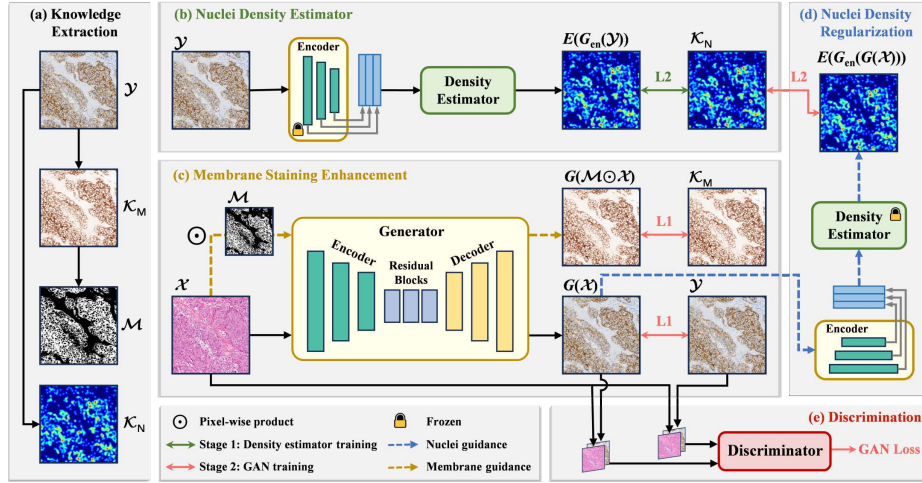 (a) Knowledge
Extraction
𝒴
𝒦M
ℳ
𝒦N
(b) Nuclei Density Estimator
𝒴
Encoder
Density
Estimator
E(Gen(𝒴))
L2
𝒦N
L2
(c) Membrane Staining Enhancement
ℳ
𝒳
Generator
Encoder
Residual
Blocks
Decoder
G(ℳ⊙𝒳)
L1
𝒦M
G(𝒳)
L1
𝒴
(d) Nuclei Density
Regularization
E(Gen(G(𝒳)))
Density
Estimator
Encoder
Pixel-wise product
Frozen
Stage 1: Density estimator training
Nuclei guidance
Stage 2: GAN training
Membrane guidance
(e) Discrimination
Discriminator
GAN Loss